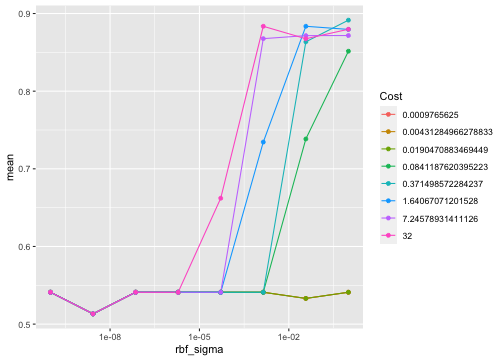 0.9
0.8
0.7
0.6
0.5
mean
1e-08
1e-05
1e-02
rbf_sigma
Cost
0.0009765625
0.00431284966278833
0.0190470883469449
0.0841187620395223
0.371498572284237
1.64067071201528
7.24578931411126
32